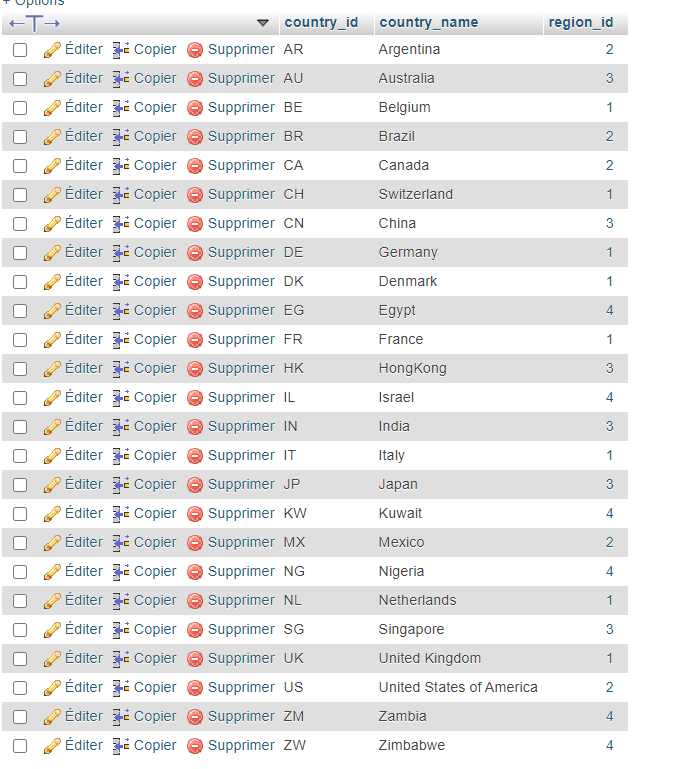 + Options
←T→ country_id country_name region_id
Éditer Copier Supprimer AR Argentina 2
Éditer Copier Supprimer AU Australia 3
Éditer Copier Supprimer BE Belgium 1
Éditer Copier Supprimer BR Brazil 2
Éditer Copier Supprimer CA Canada 2
Éditer Copier Supprimer CH Switzerland 1
Éditer Copier Supprimer CN China 3
Éditer Copier Supprimer DE Germany 1
Éditer Copier Supprimer DK Denmark 1
Éditer Copier Supprimer EG Egypt 4
Éditer Copier Supprimer FR France 1
Éditer Copier Supprimer HK HongKong 3
Éditer Copier Supprimer IL Israel 4
Éditer Copier Supprimer IN India 3
Éditer Copier Supprimer IT Italy 1
Éditer Copier Supprimer JP Japan 3
Éditer Copier Supprimer KW Kuwait 4
Éditer Copier Supprimer MX Mexico 2
Éditer Copier Supprimer NG Nigeria 4
Éditer Copier Supprimer NL Netherlands 1
Éditer Copier Supprimer SG Singapore 3
Éditer Copier Supprimer UK United Kingdom 1
Éditer Copier Supprimer US United States of America 2
Éditer Copier Supprimer ZM Zambia 4
Éditer Copier Supprimer ZW Zimbabwe 4